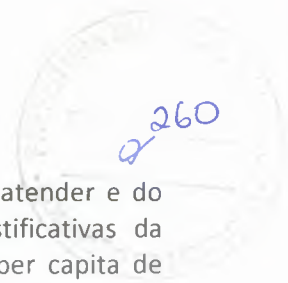 260
atender e do
stificativas da
per capita de